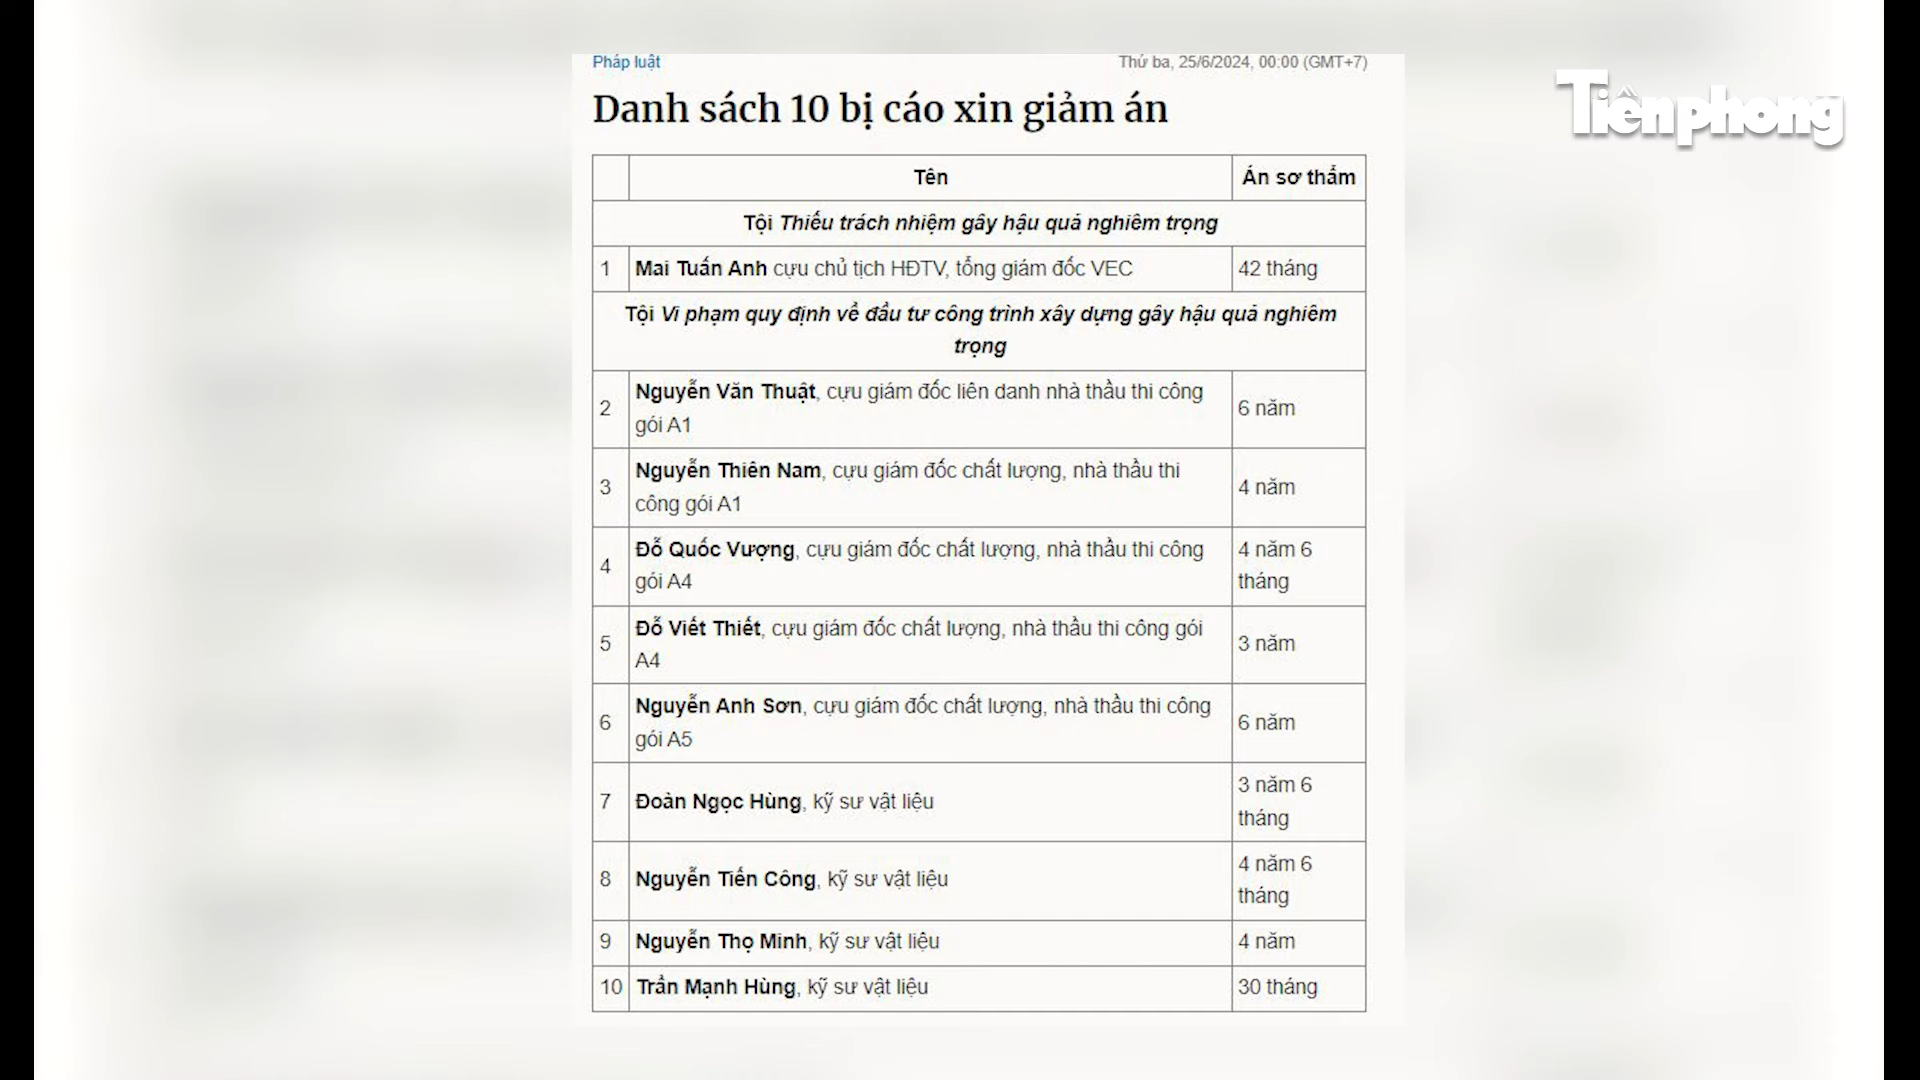 Pháp luật
Thứ ba, 25/6/2024, 00:00 (GMT+7)
Tiền phong
Danh sách 10 bị cáo xin giảm án
Tên
Án sơ thẩm
Tội Thiếu trách nhiệm gây hậu quả nghiêm trọng
1
Mai Tuấn Anh cựu chủ tịch HĐTV, tổng giám đốc VEC
42 tháng
Tội Vi phạm quy định về đầu tư công trình xây dựng gây hậu quả nghiêm
trọng
2
Nguyễn Văn Thuật, cựu giám đốc liên danh nhà thầu thi công
gói A1
6 năm
3
Nguyễn Thiên Nam, cựu giám đốc chất lượng, nhà thầu thi
công gói A1
4 năm
4
Đỗ Quốc Vượng, cựu giám đốc chất lượng, nhà thầu thi công
gói A4
4 năm 6
tháng
5
Đỗ Viết Thiết, cựu giám đốc chất lượng, nhà thầu thi công gói
A4
3 năm
6
Nguyễn Anh Sơn, cựu giám đốc chất lượng, nhà thầu thi công
gói A5
6 năm
7
Đoàn Ngọc Hùng, kỹ sư vật liệu
3 năm 6
tháng
8
Nguyễn Tiến Công, kỹ sư vật liệu
4 năm 6
tháng
9
Nguyễn Thọ Minh, kỹ sư vật liệu
4 năm
10
Trần Mạnh Hùng, kỹ sư vật liệu
30 tháng